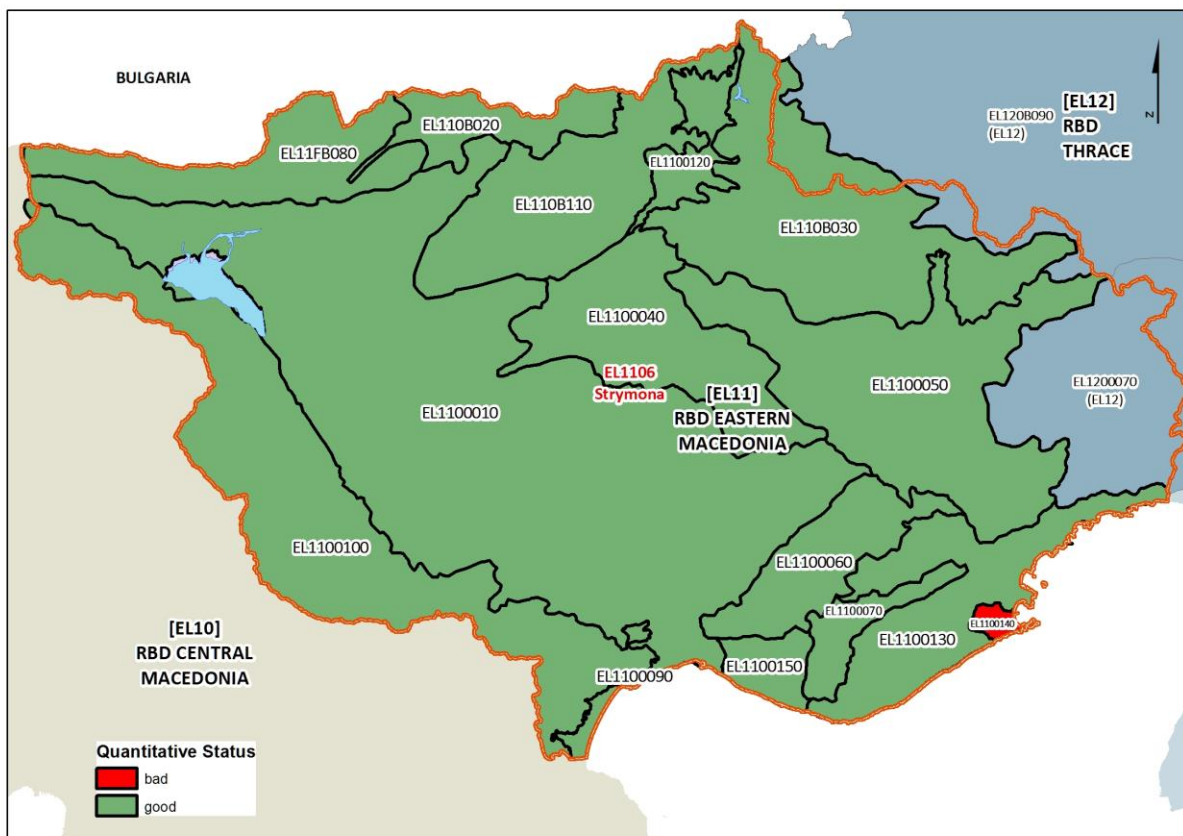 BULGARIA
[EL12]
RBD
THRACE
EL120B090
(EL12)
N
EL110B020
EL11FB080
EL1100120
EL110B110
EL110B030
EL1100040
EL1106
Strymona
EL1100050
EL1200070
(EL12)
[EL11]
RBD EASTERN
MACEDONIA
EL1100010
EL1100100
EL1100060
EL1100070
EL1100140
EL1100130
EL1100150
EL1100090
[EL10]
RBD CENTRAL
MACEDONIA
Quantitative Status
bad
good